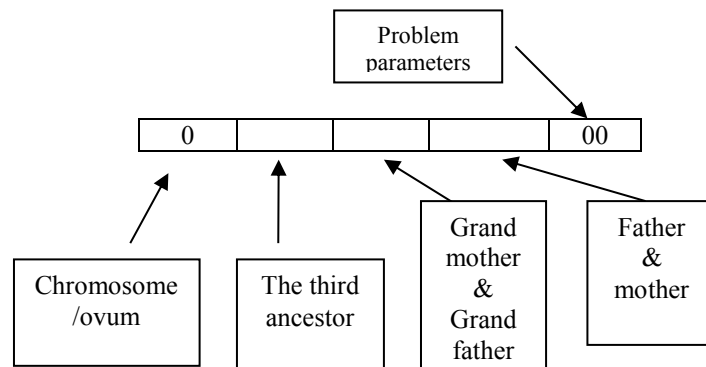 Problem
parameters
0 00
Chromosome
/ovum
The third
ancestor
Grand
mother
&
Grand
father
Father
&
mother